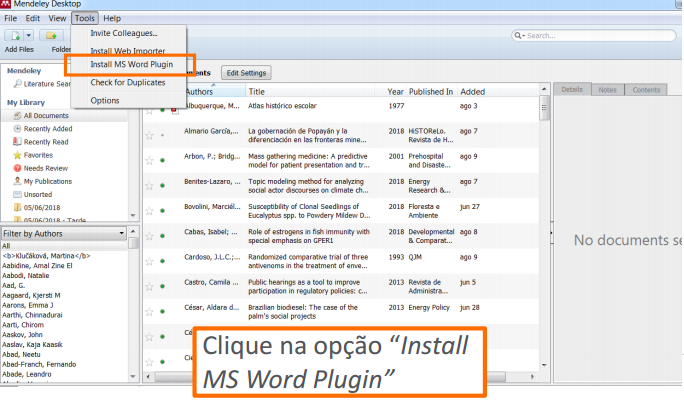 Mendeley Desktop
File Edit View Tools Help
Invite Colleagues...
Install Web Importer
Install MS Word Plugin
Check for Duplicates
Options
Add Files
Folder
Search...
Edit Settings
Mendeley
Literature Sear
My Library
All Documents
Recently Added
Recently Read
Favorites
Needs Review
My Publications
Unsorted
05/06/2018
05/06/2018 - Tarde
Filter by Authors
All
<b>Klučáková, Martina</b>
Aabidine, Amal Zine El
Aabodi, Natalie
Aad, G.
Aagaard, Kjersti M
Aarons, Emma J
Aarthi, Chinnadurai
Aarti, Chirom
Aaskov, John
Aaslav, Kaja Kaasik
Abad, Neetu
Abad-Franch, Fernando
Abade, Leandro
Authors Title Year Published In Added
Albuquerque, M... Atlas histórico escolar 1977 ago 3
Almario García,... La gobernación de Popayán y la 2018 HiSTOReLo. ago 7
diferenciación en las fronteras mine... Revista de H...
Arbon, P.; Bridg... Mass gathering medicine: A predictive 2001 Prehospital ago 9
model for patient presentation and tr... and Disaste...
Benites-Lazaro, ... Topic modeling method for analyzing 2018 Energy ago 7
social actor discourses on climate ch... Research &...
Bovolini, Marciél... Susceptibility of Clonal Seedlings of 2018 Floresta e jun 27
Eucalyptus spp. to Powdery Mildew D... Ambiente
Cabas, Isabel; ... Role of estrogens in fish immunity with 2018 Developmental ago 8
special emphasis on GPER1 & Comparat...
Cardoso, J.L.C.;... Randomized comparative trial of three 1993 QJM ago 9
antivenoms in the treatment of enve...
Castro, Camila ... Public hearings as a tool to improve 2013 Revista de jun 5
participation in regulatory policies: c... Administra...
César, Aldara d... Brazilian biodiesel: The case of the 2013 Energy Policy jun 28
palm's social projects
Details Notes Contents
No documents se
Clique na opção “Install
MS Word Plugin”